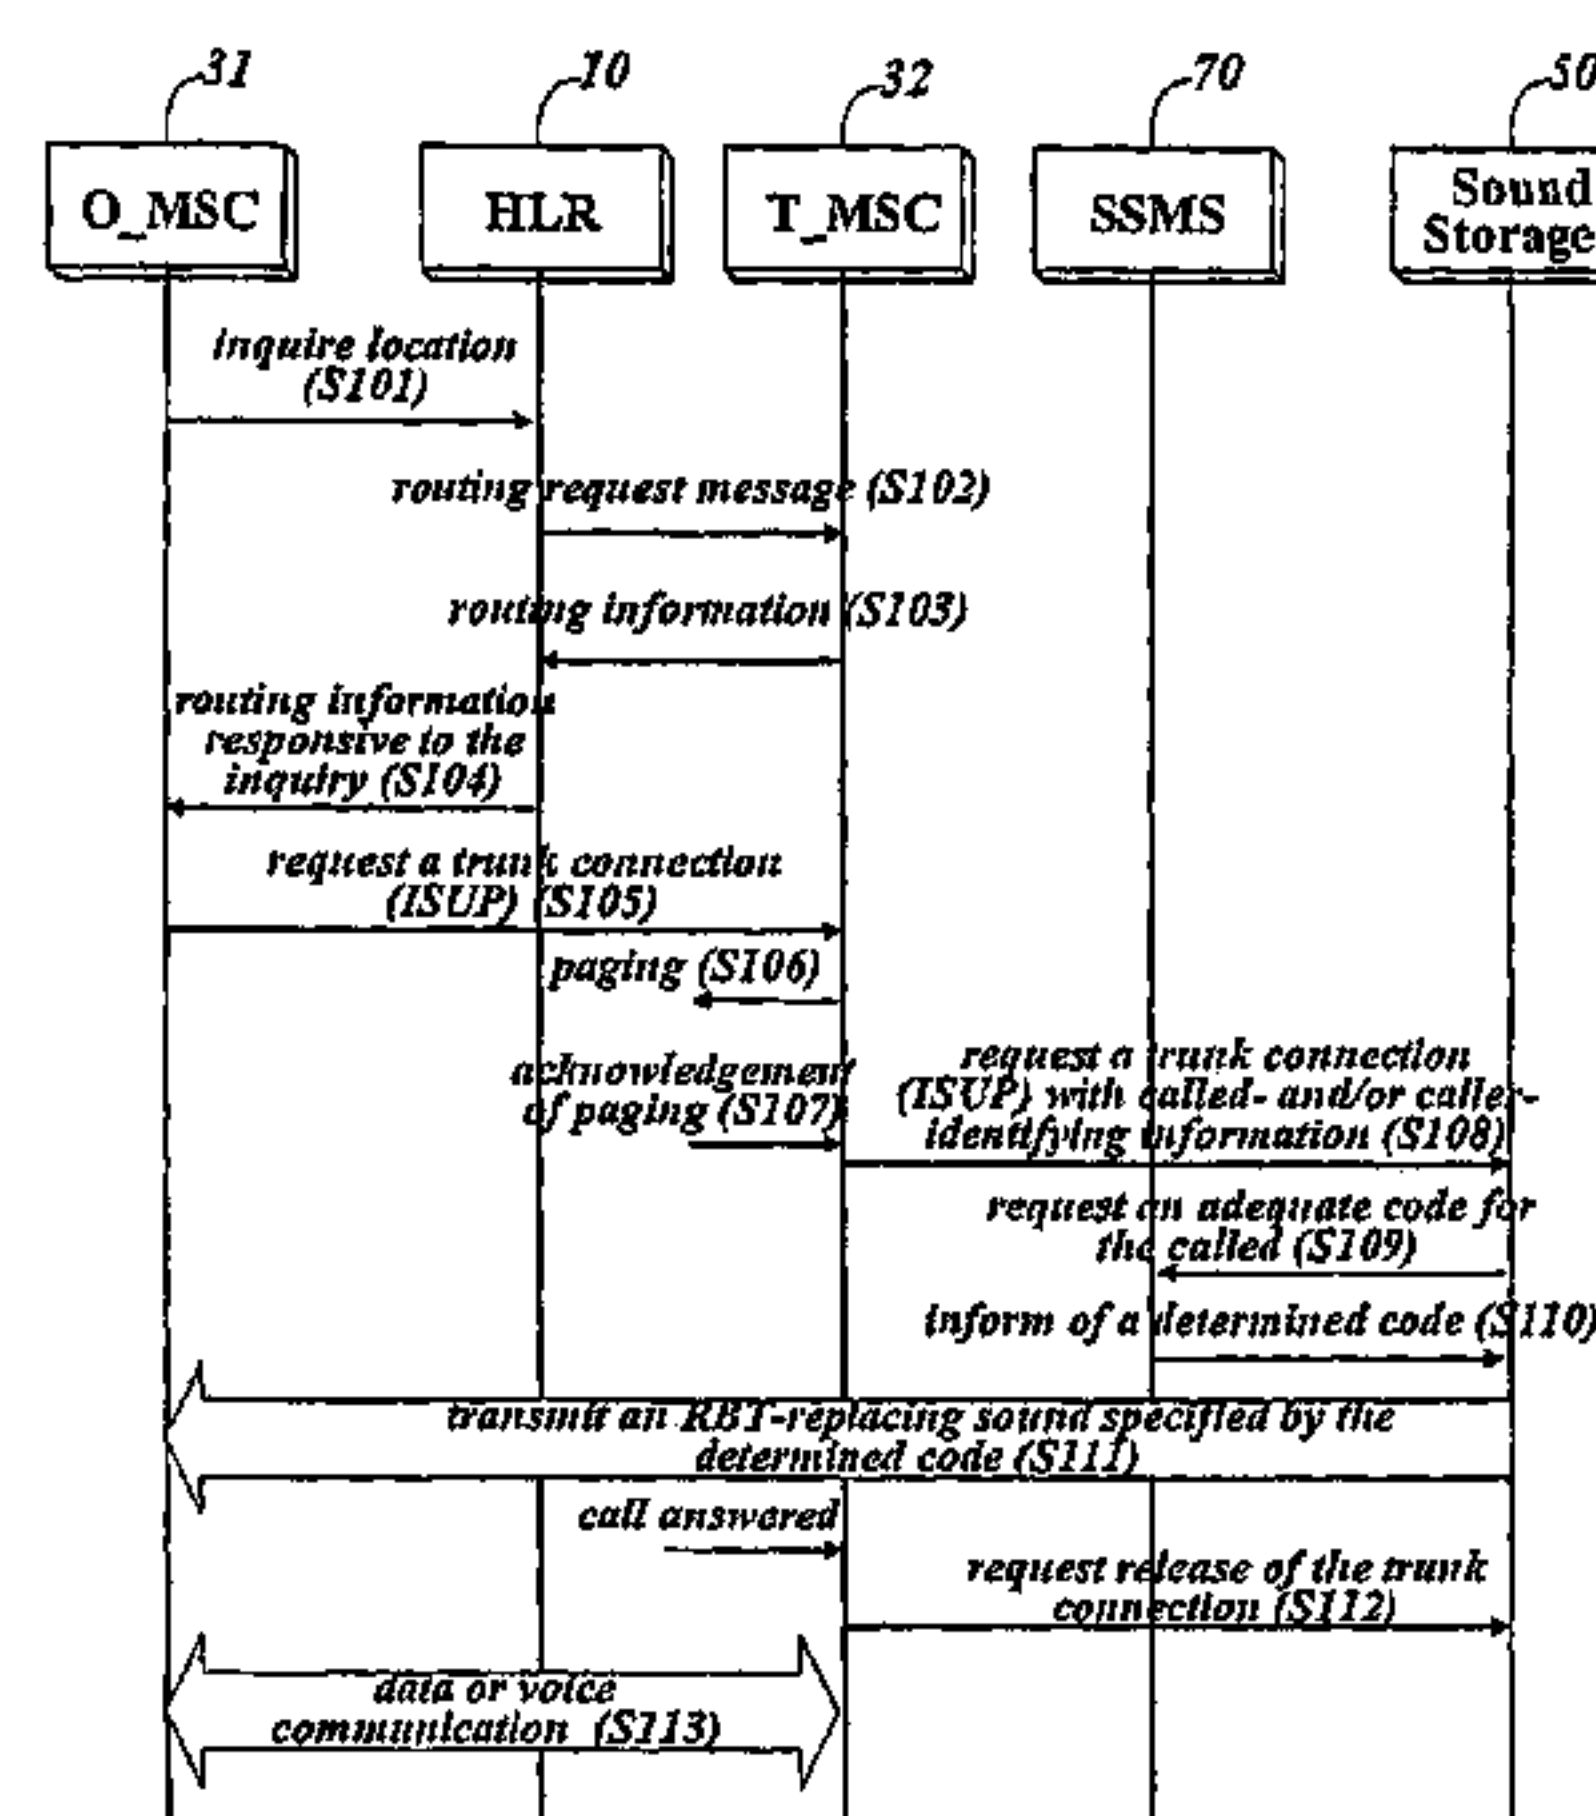 31
10
32
70
50
O_MSC
HLR
T_MSC
SSMS
Sound
Storage
inquire location
(S101)
routing request message (S102)
routing information (S103)
routing information
responsive to the
inquiry (S104)
request a trunk connection
(ISUP) (S105)
paging (S106)
acknowledgement
of paging (S107)
request a trunk connection
(ISUP) with called- and/or caller-
identifying information (S108)
request an adequate code for
the called (S109)
inform of a determined code (S110)
transmit an RBT-replacing sound specified by the
determined code (S111)
call answered
request release of the trunk
connection (S112)
data or voice
communication (S113)